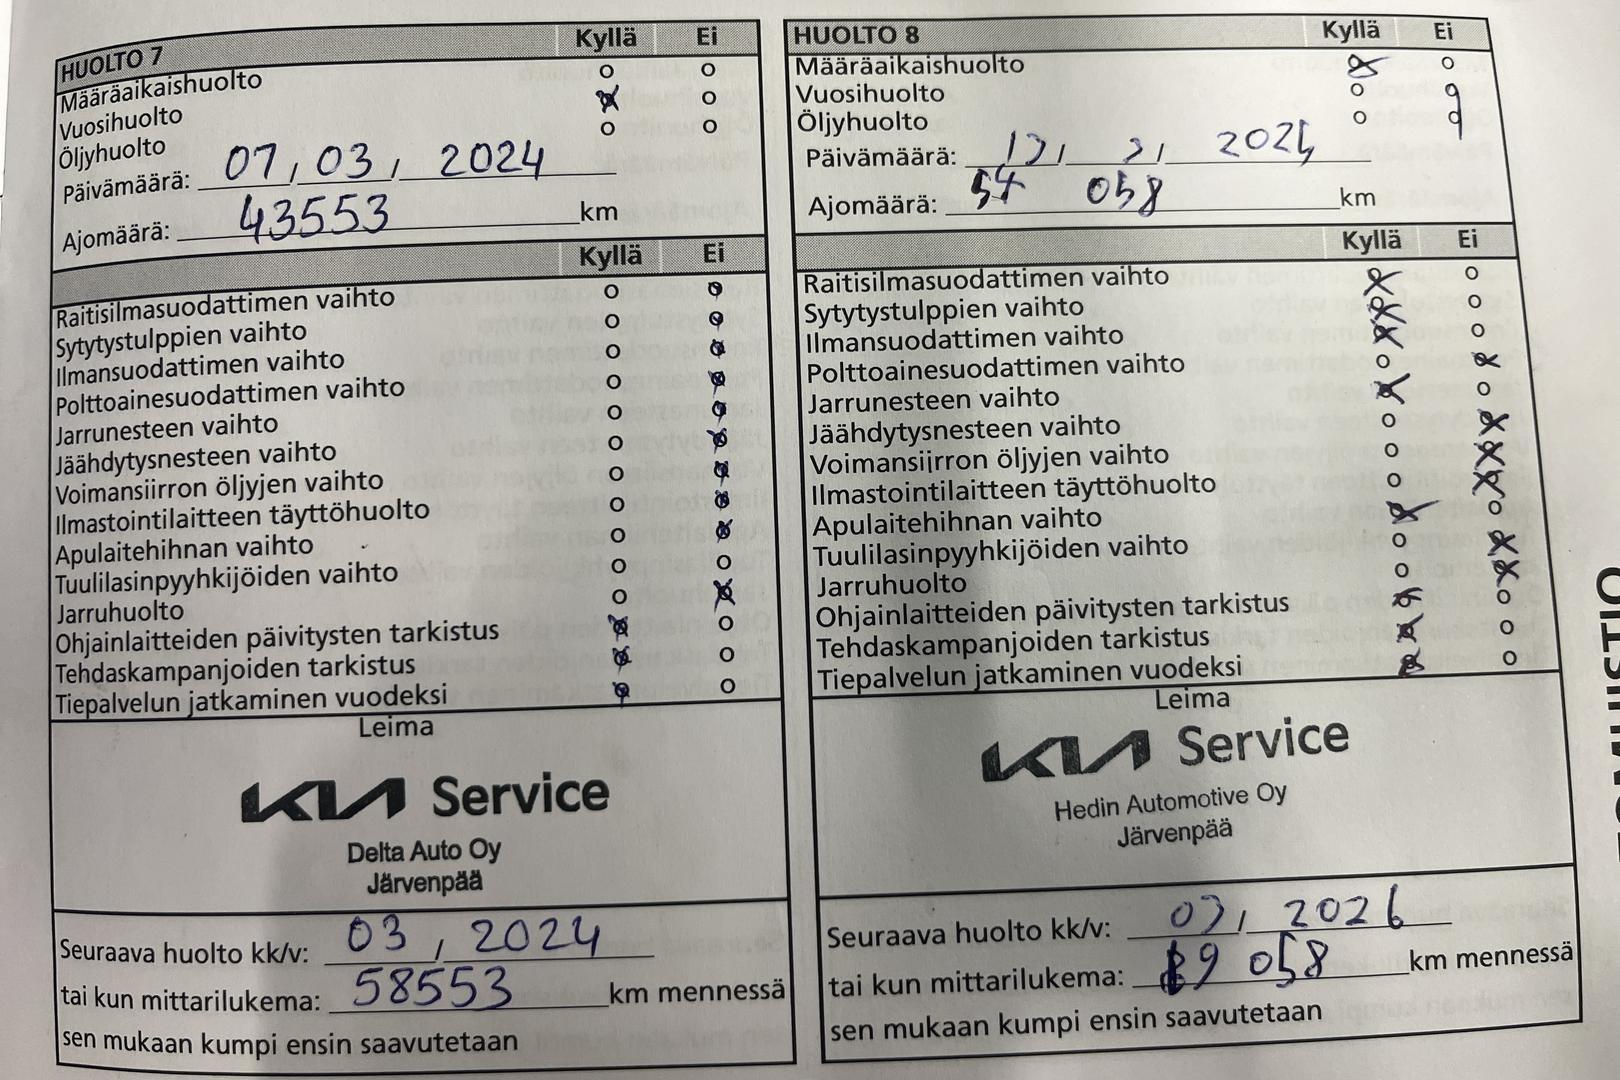 HUOLTO 7 Kyllä Ei
Määräaikaishuolto o o
Vuosihuolto x o
Öljyhuolto o o
Päivämäärä: 07, 03, 2024
Ajomäärä: 43553 km
Kyllä Ei
Raitisilmasuodattimen vaihto
Sytytystulppien vaihto
Ilmansuodattimen vaihto
Polttoainesuodattimen vaihto
Jarrunesteen vaihto
Jäähdytysnesteen vaihto
Voimansiirron öljyjen vaihto
Ilmastointilaitteen täyttöhuolto
Apulaitehihnan vaihto
Tuulilasinpyyhkijöiden vaihto
Jarruhuolto
Ohjainlaitteiden päivitysten tarkistus
Tehdaskampanjoiden tarkistus
Tiepalvelun jatkaminen vuodeksi
Leima
KIA Service
Delta Auto Oy
Järvenpää
Seuraava huolto kk/v: 03, 2024
tai kun mittarilukema: 58553 km mennessä
sen mukaan kumpi ensin saavutetaan
HUOLTO 8 Kyllä Ei
Määräaikaishuolto
Vuosihuolto
Öljyhuolto
Päivämäärä:
Ajomäärä: 54 058 km
Kyllä Ei
Raitisilmasuodattimen vaihto
Sytytystulppien vaihto
Ilmansuodattimen vaihto
Polttoainesuodattimen vaihto
Jarrunesteen vaihto
Jäähdytysnesteen vaihto
Voimansiirron öljyjen vaihto
Ilmastointilaitteen täyttöhuolto
Apulaitehihnan vaihto
Tuulilasinpyyhkijöiden vaihto
Jarruhuolto
Ohjainlaitteiden päivitysten tarkistus
Tehdaskampanjoiden tarkistus
Tiepalvelun jatkaminen vuodeksi
Leima
KIA Service
Hedin Automotive Oy
Järvenpää
Seuraava huolto kk/v: 2026
tai kun mittarilukema: 058 km mennessä
sen mukaan kumpi ensin saavutetaan